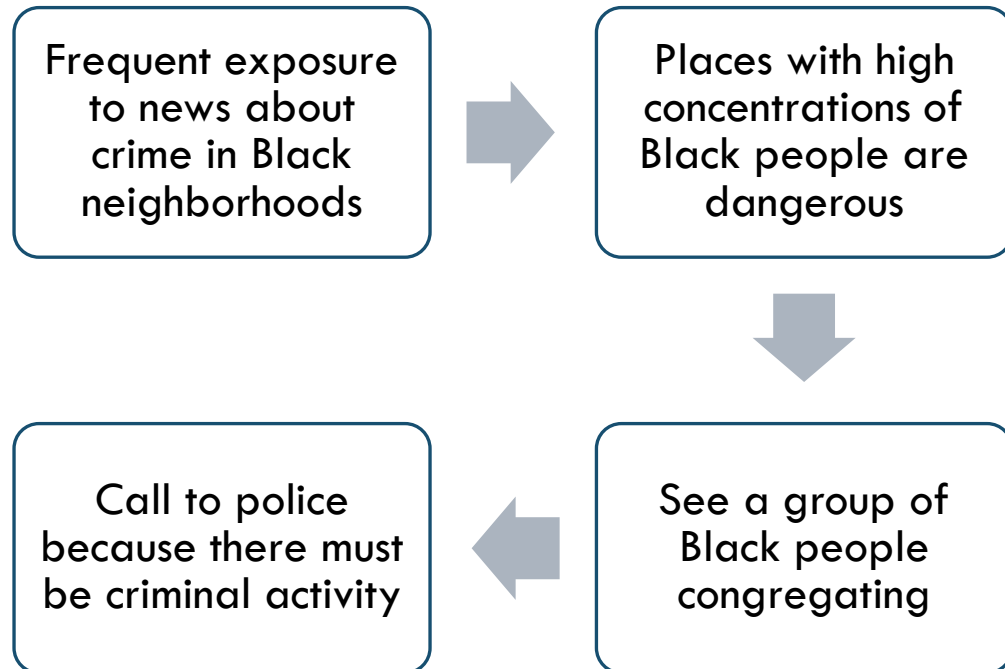 Frequent exposure
to news about
crime in Black
neighborhoods
Places with high
concentrations of
Black people are
dangerous
See a group of
Black people
congregating
Call to police
because there must
be criminal activity